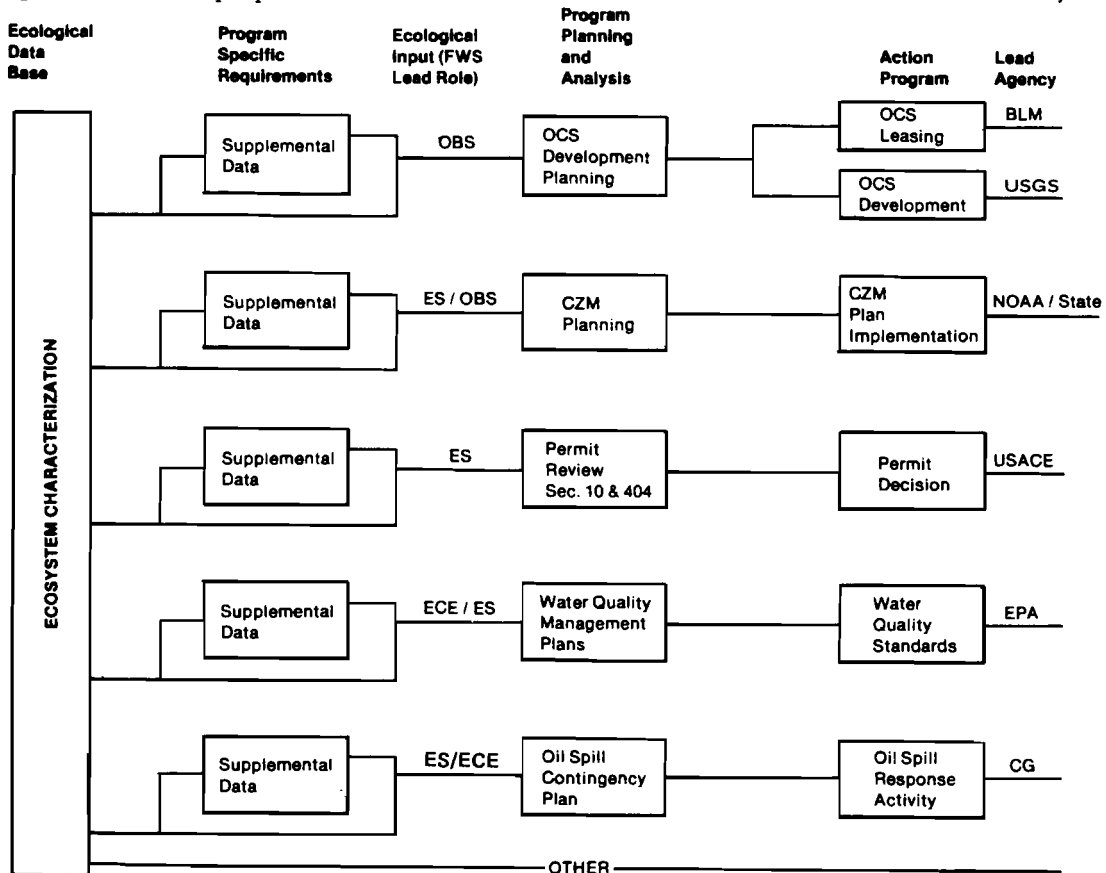 Ecological
Data
Base
Program
Specific
Requirements
Ecological
Input (FWS
Lead Role)
Program
Planning
and
Analysis
Action
Program
Lead
Agency
ECOSYSTEM CHARACTERIZATION
Supplemental
Data
OBS
OCS
Development
Planning
OCS
Leasing
BLM
OCS
Development
USGS
Supplemental
Data
ES / OBS
CZM
Planning
CZM
Plan
Implementation
NOAA / State
Supplemental
Data
ES
Permit
Review
Sec. 10 & 404
Permit
Decision
USACE
Supplemental
Data
ECE / ES
Water Quality
Management
Plans
Water
Quality
Standards
EPA
Supplemental
Data
ES/ECE
Oil Spill
Contingency
Plan
Oil Spill
Response
Activity
CG
OTHER